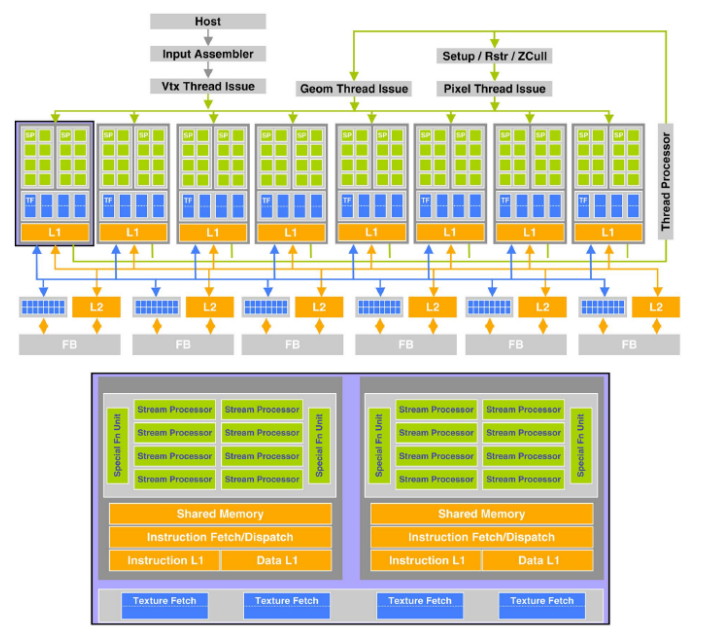 Host
Input Assembler
Setup / Rstr / ZCull
Vtx Thread Issue
Geom Thread Issue
Pixel Thread Issue
Thread Processor
SP SP SP SP SP SP SP SP SP SP SP SP SP SP SP SP
TF TF TF TF TF TF TF TF
L1 L1 L1 L1 L1 L1 L1 L1
L2 L2 L2 L2 L2 L2
FB FB FB FB FB FB
Special Fn Unit
Stream Processor Stream Processor
Stream Processor Stream Processor
Stream Processor Stream Processor
Stream Processor Stream Processor
Special Fn Unit
Shared Memory
Instruction Fetch/Dispatch
Instruction L1 Data L1
Special Fn Unit
Stream Processor Stream Processor
Stream Processor Stream Processor
Stream Processor Stream Processor
Stream Processor Stream Processor
Special Fn Unit
Shared Memory
Instruction Fetch/Dispatch
Instruction L1 Data L1
Texture Fetch Texture Fetch Texture Fetch Texture Fetch